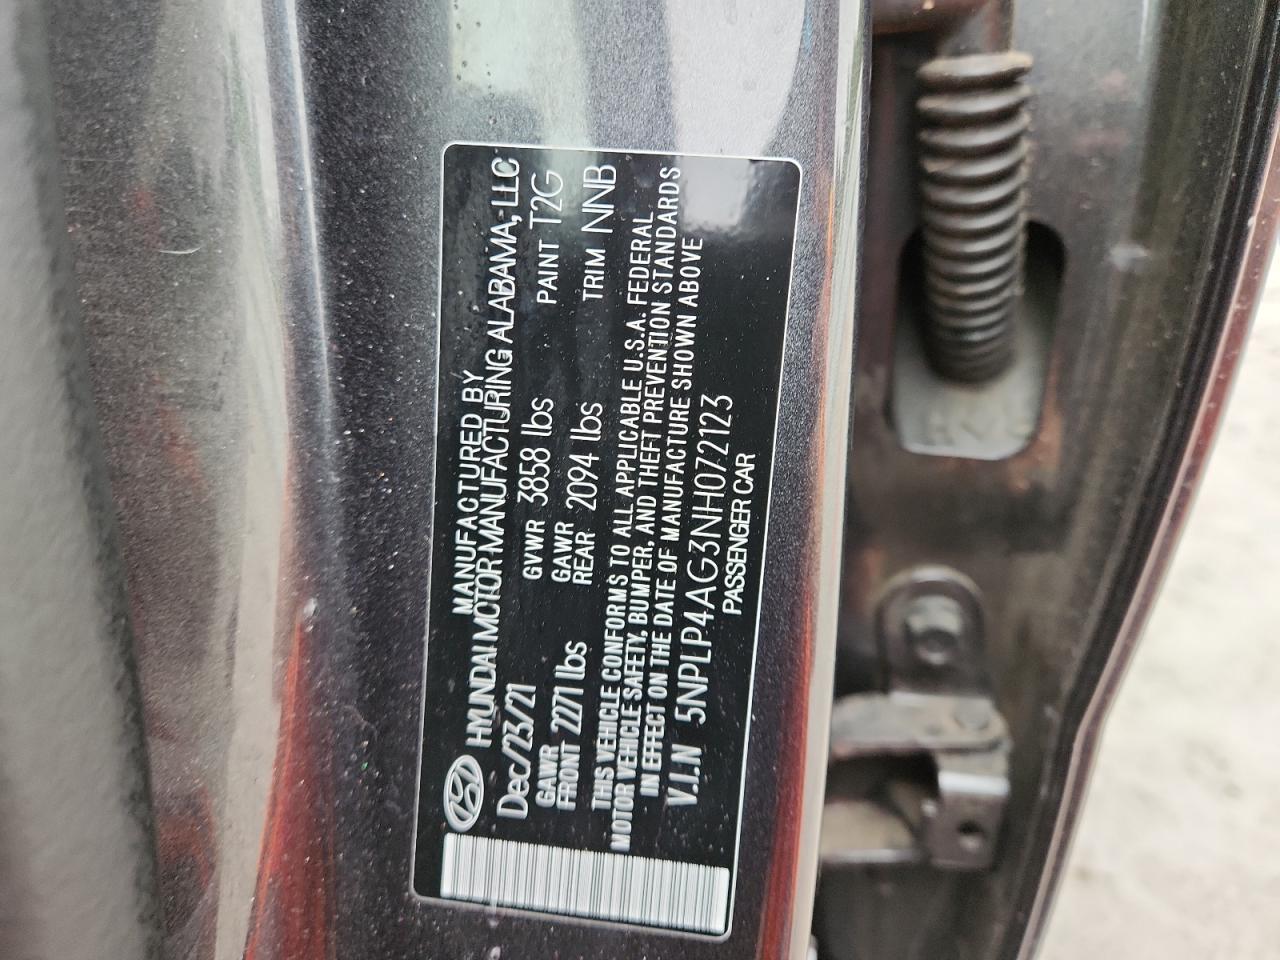 MANUFACTURED BY
HYUNDAI MOTOR MANUFACTURING ALABAMA, LLC
Dec/23/21 GVWR 3858 lbs PAINT T2G
GAWR FRONT 2271 lbs GAWR REAR 2094 lbs TRIM NNB
THIS VEHICLE CONFORMS TO ALL APPLICABLE U.S.A. FEDERAL
MOTOR VEHICLE SAFETY, BUMPER, AND THEFT PREVENTION STANDARDS
IN EFFECT ON THE DATE OF MANUFACTURE SHOWN ABOVE
V.I.N 5NPLP4AG3NH072123
PASSENGER CAR